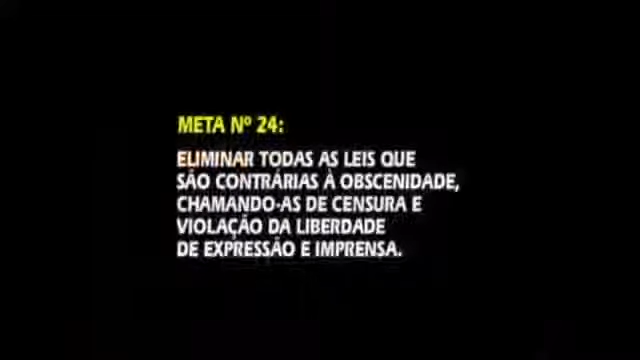 META Nº 24:
ELIMINAR TODAS AS LEIS QUE
SÃO CONTRÁRIAS À OBSCENIDADE,
CHAMANDO-AS DE CENSURA E
VIOLAÇÃO DA LIBERDADE
DE EXPRESSÃO E IMPRENSA.